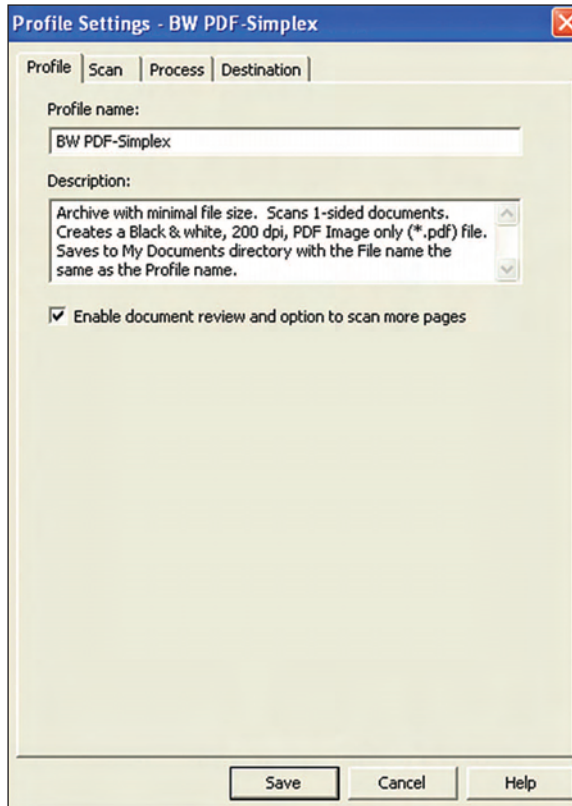 Profile Settings - BW PDF-Simplex
Profile Scan Process Destination
Profile name:
BW PDF-Simplex
Description:
Archive with minimal file size. Scans 1-sided documents.
Creates a Black & white, 200 dpi, PDF Image only (*.pdf) file.
Saves to My Documents directory with the File name the
same as the Profile name.
Enable document review and option to scan more pages
Save Cancel Help